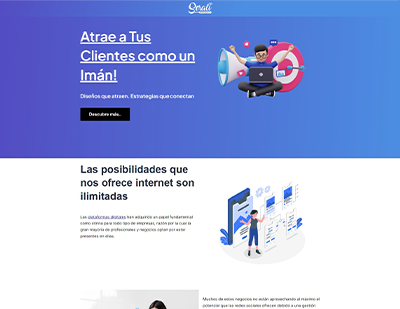 Small
Atrae a Tus
Clientes como un
Imán!
Diseños que atraen. Estrategias que conectan
Descubre más..
Las posibilidades que
nos ofrece internet son
ilimitadas
Las plataformas digitales han adquirido un papel fundamental
como vitrina para todo tipo de empresas, razón por la cual la
gran mayoría de profesionales y negocios optan por estar
presentes en ellas.
Muchos de estos negocios no están aprovechando al máximo el
potencial que las redes sociales ofrecen debido a una gestión